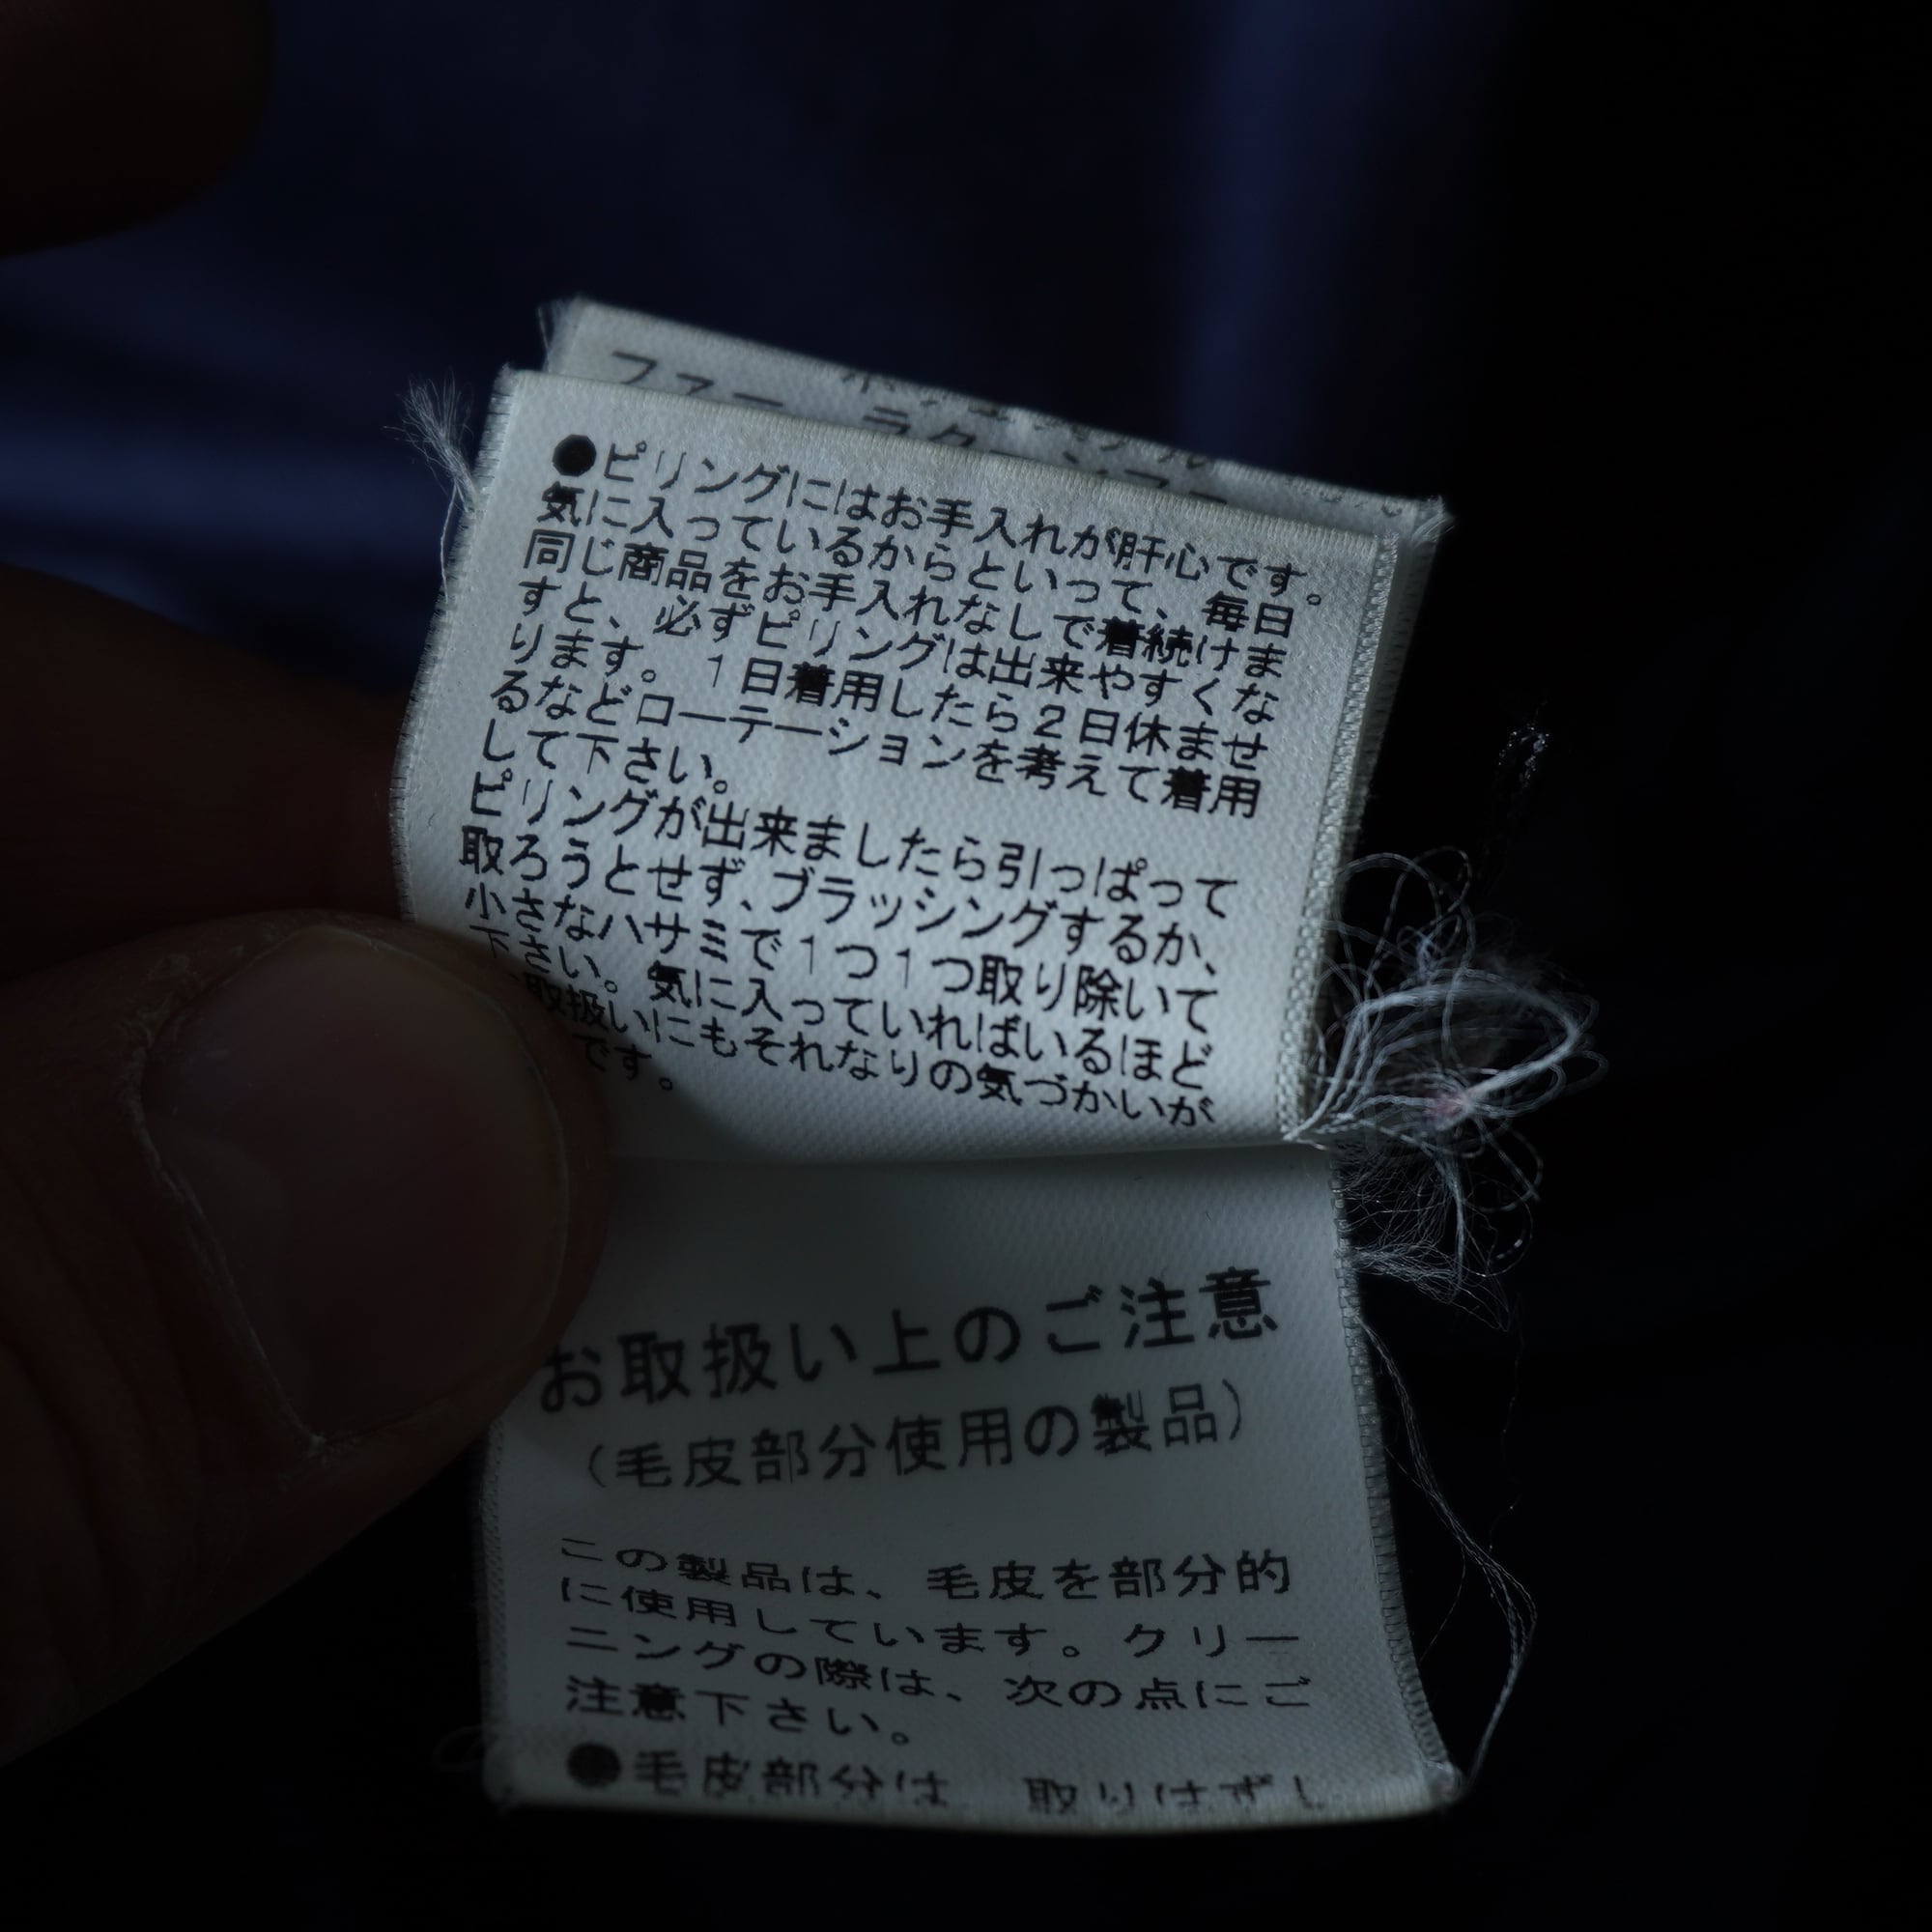 ファー
ラク
●ピリングにはお手入れが肝心です。
気に入っているからといって、毎日
同じ商品をお手入れなしで着続けま
すと、必ずピリングは出来やすくな
ります。1日着用したら2日休ませ
るなどローテーションを考えて着用
して下さい。
ピリングが出来ましたら引っぱって
取ろうとせず、ブラッシングするか、
小さなハサミで1つ1つ取り除いて
下さい。気に入っていればいるほど
取扱いにもそれなりの気づかいが
です。
お取扱い上のご注意
(毛皮部分使用の製品)
この製品は、毛皮を部分的
に使用しています。クリー
ニングの際は、次の点にご
注意下さい。
●毛皮部分は 取りはずし